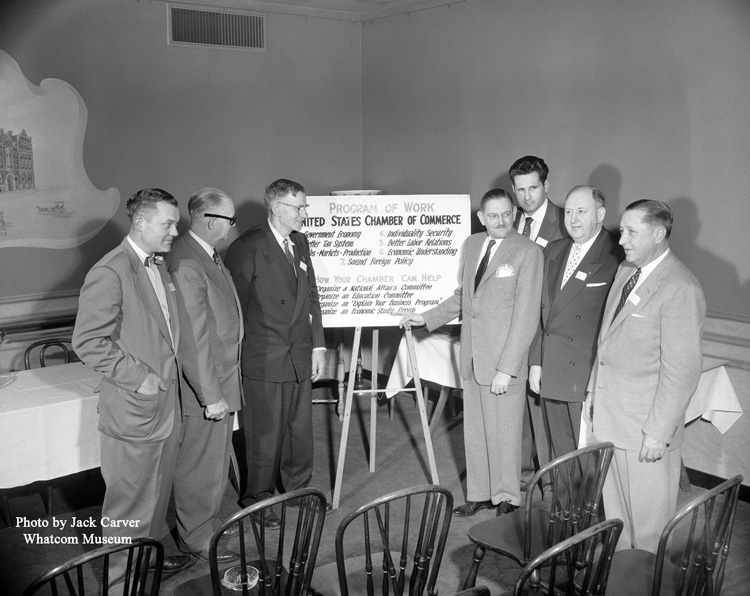 PROGRAM OF WORK
UNITED STATES CHAMBER OF COMMERCE
Government Economy 4. Individuality Security
Better Tax System 5. Better Labor Relations
Jobs-Markets-Production 6. Economic Understanding
7. Sound Foreign Policy
HOW YOUR CHAMBER CAN HELP
Organize a National Affairs Committee
Organize an Education Committee
Organize an "Explain Your Business Program"
Organize an Economic Study Group
Photo by Jack Carver
Whatcom Museum